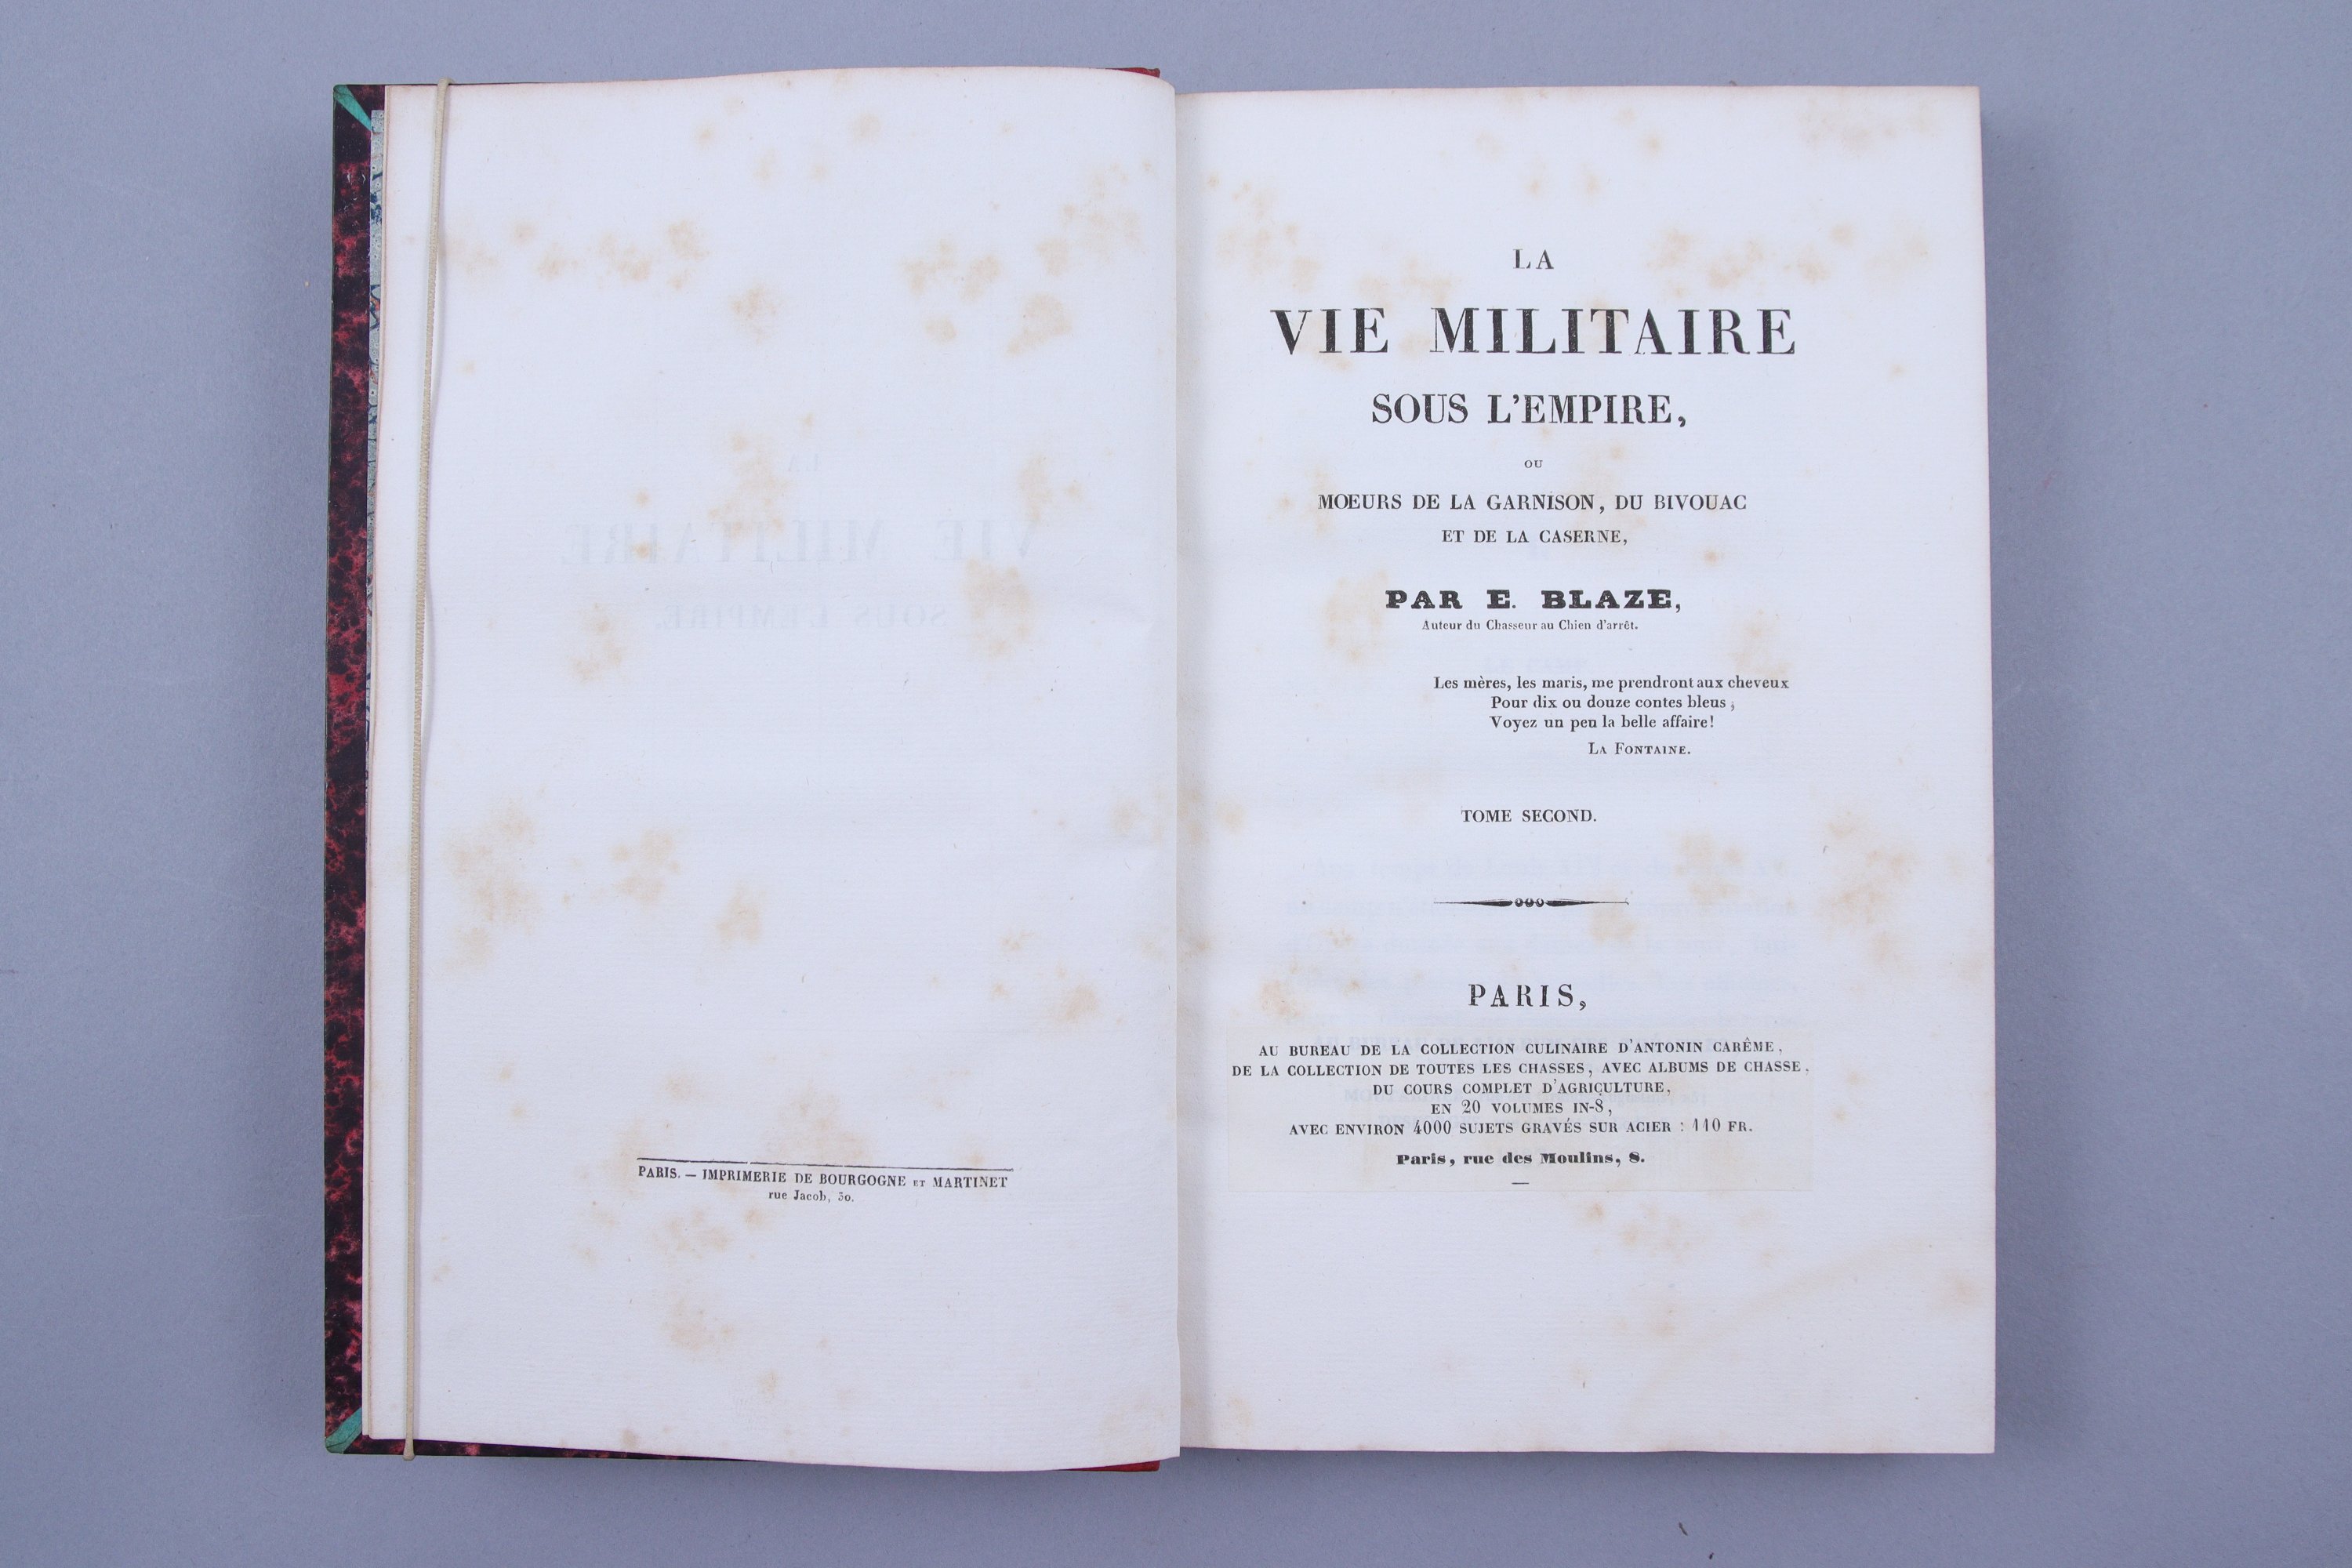 PARIS. — IMPRIMERIE DE BOURGOGNE ET MARTINET
rue Jacob, 30.
LA
VIE MILITAIRE
SOUS L'EMPIRE,
OU
MOEURS DE LA GARNISON, DU BIVOUAC
ET DE LA CASERNE,
PAR E. BLAZE,
Auteur du Chasseur au Chien d'arrêt.
Les mères, les maris, me prendront aux cheveux
Pour dix ou douze contes bleus ;
Voyez un peu la belle affaire!
LA FONTAINE.
TOME SECOND.
PARIS,
AU BUREAU DE LA COLLECTION CULINAIRE D'ANTONIN CARÊME,
DE LA COLLECTION DE TOUTES LES CHASSES, AVEC ALBUMS DE CHASSE,
DU COURS COMPLET D'AGRICULTURE,
EN 20 VOLUMES IN-8,
AVEC ENVIRON 4000 SUJETS GRAVÉS SUR ACIER : 110 FR.
Paris, rue des Moulins, 8.